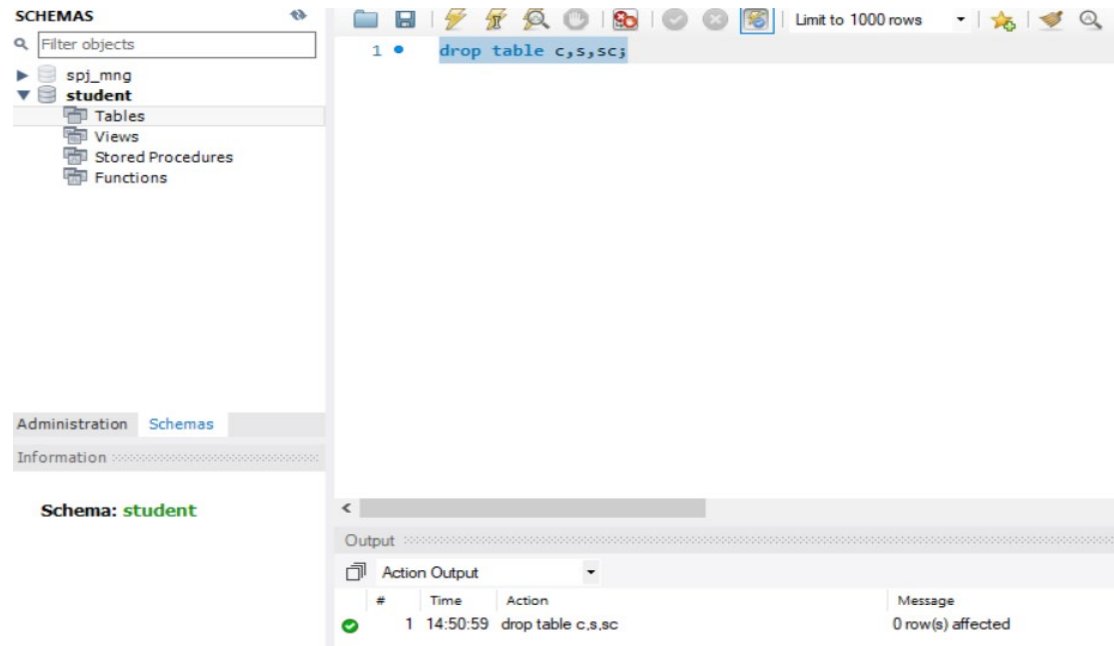 SCHEMAS
Filter objects
spj_mng
student
Tables
Views
Stored Procedures
Functions
Administration Schemas
Information
Schema: student
Limit to 1000 rows
1 drop table c,s,sc;
Output
Action Output
# Time Action Message
1 14:50:59 drop table c,s,sc 0 row(s) affected